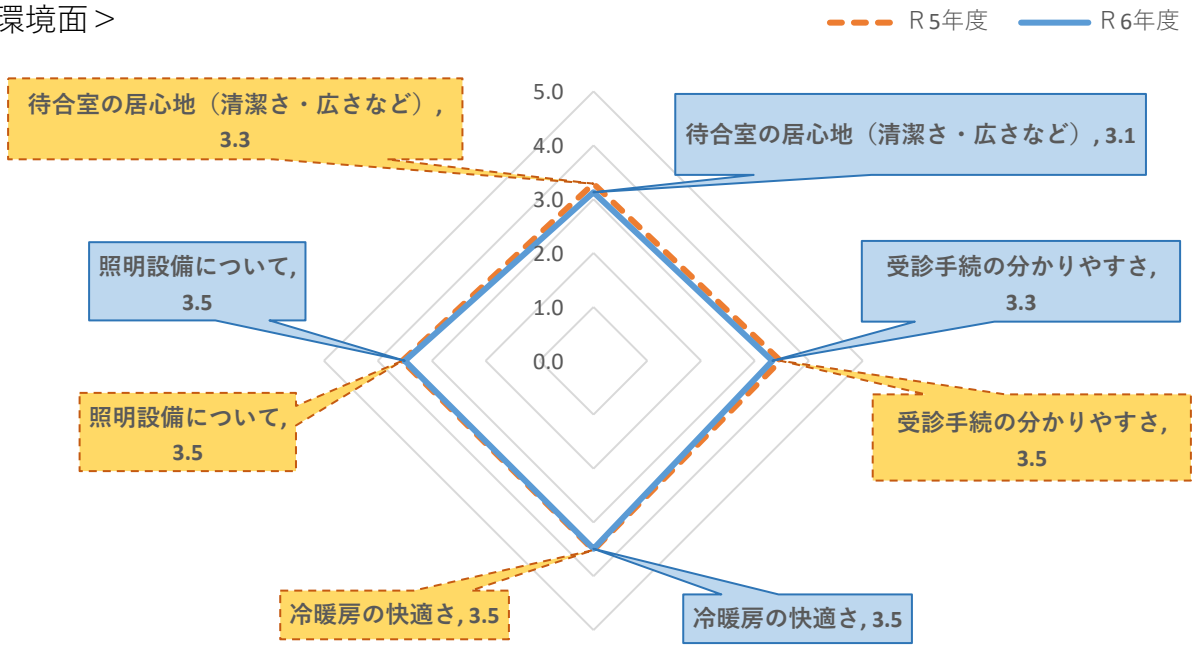 環境面＞
Ｒ5年度
Ｒ6年度
待合室の居心地（清潔さ・広さなど）,
3.3
待合室の居心地（清潔さ・広さなど）, 3.1
5.0
4.0
3.0
2.0
1.0
0.0
照明設備について,
3.5
受診手続の分かりやすさ,
3.3
照明設備について,
3.5
受診手続の分かりやすさ,
3.5
冷暖房の快適さ, 3.5
冷暖房の快適さ, 3.5